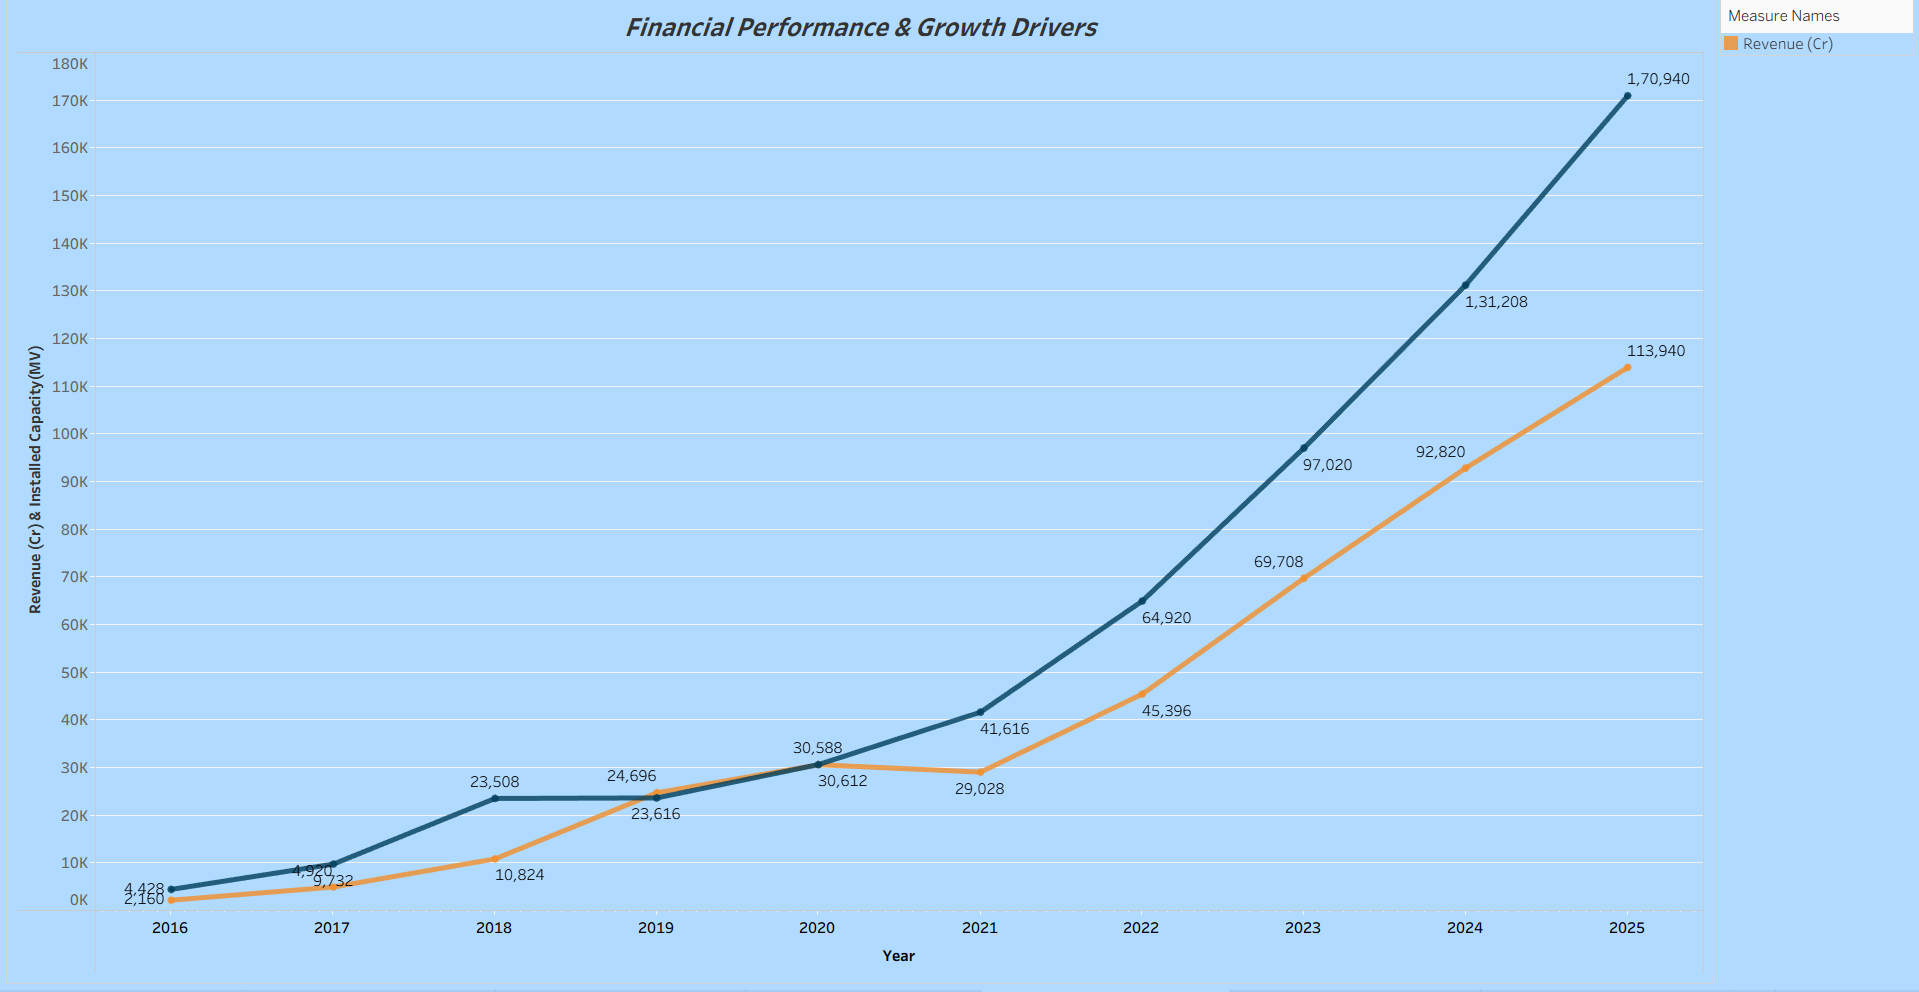 Financial Performance & Growth Drivers
Measure Names
Revenue (Cr)
Revenue (Cr) & Installed Capacity(MV)
180K
170K
160K
150K
140K
130K
120K
110K
100K
90K
80K
70K
60K
50K
40K
30K
20K
10K
0K
1,70,940
1,31,208
113,940
92,820
97,020
69,708
64,920
45,396
41,616
30,588
30,612
29,028
24,696
23,616
23,508
10,824
4,920
9,732
4,428
2,160
2016 2017 2018 2019 2020 2021 2022 2023 2024 2025
Year